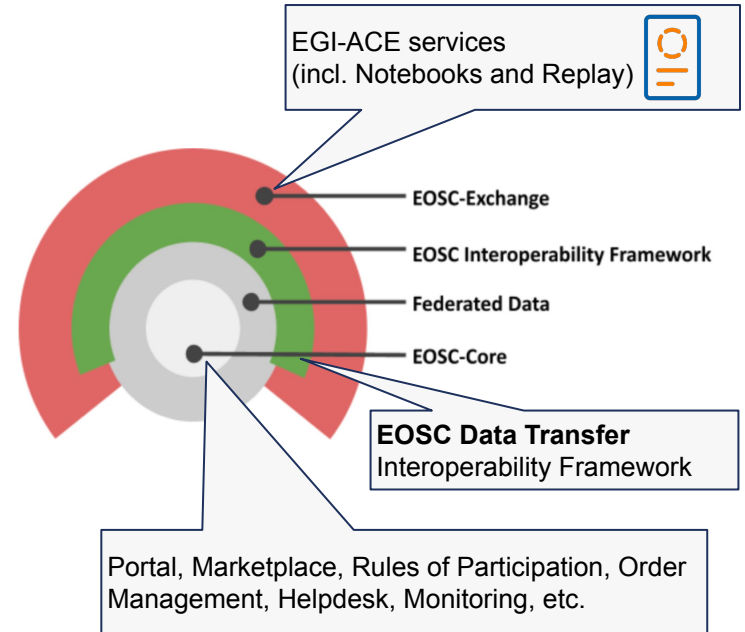 EGI-ACE services
(incl. Notebooks and Replay)
EOSC-Exchange
EOSC Interoperability Framework
Federated Data
EOSC-Core
EOSC Data Transfer
Interoperability Framework
Portal, Marketplace, Rules of Participation, Order
Management, Helpdesk, Monitoring, etc.